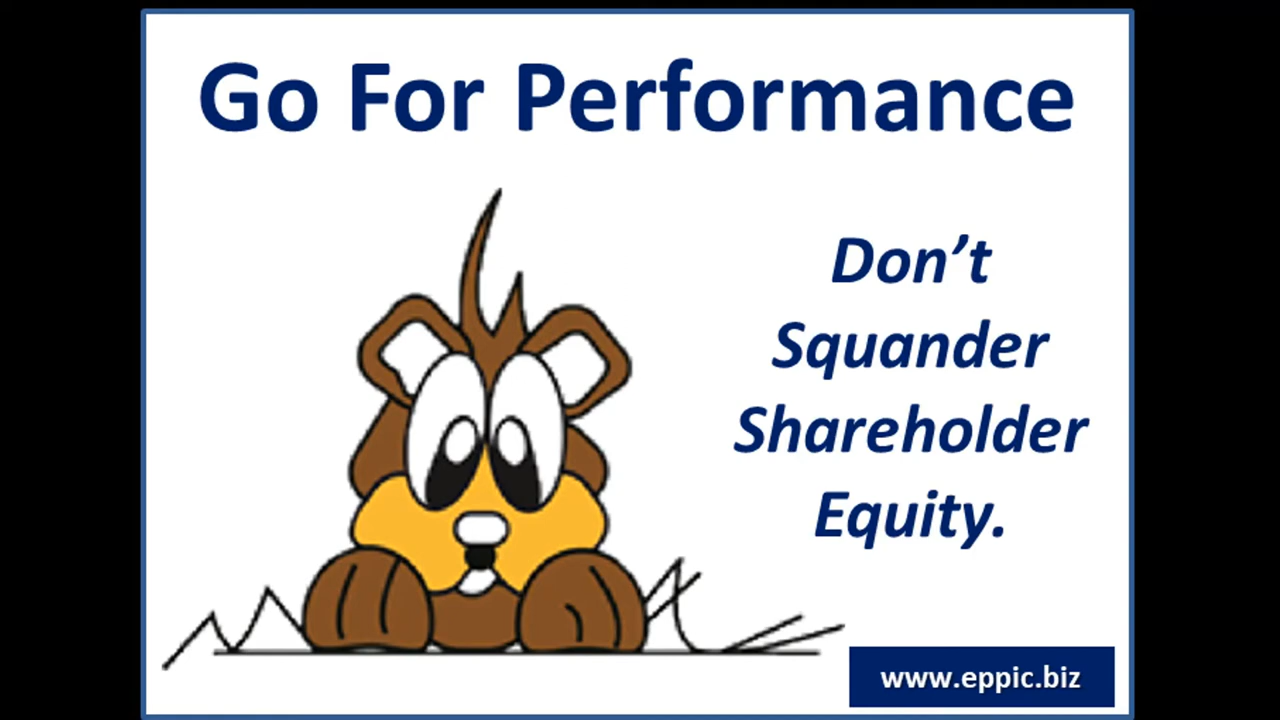 Go For Performance
Don’t
Squander
Shareholder
Equity.
www.eppic.biz